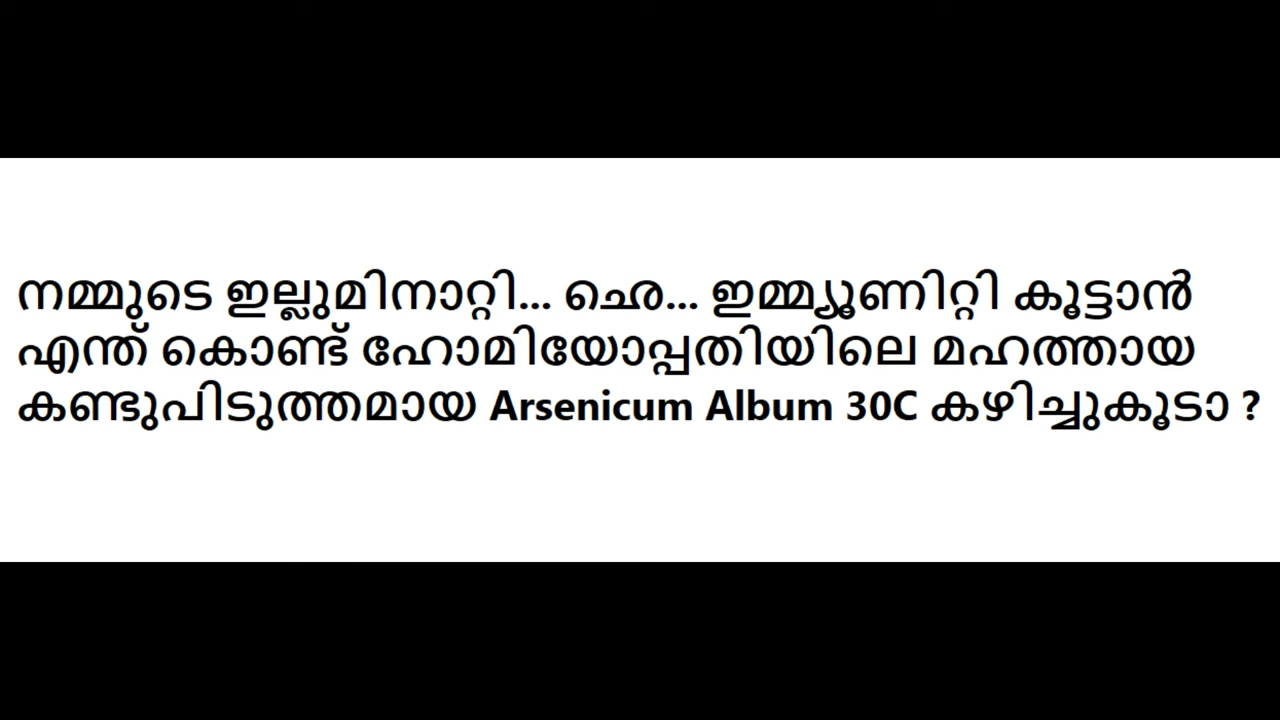 നമ്മുടെ ഇല്ലുമിനാറ്റി... ഛെ... ഇമ്മ്യൂണിറ്റി കൂട്ടാൻ
എന്ത് കൊണ്ട് ഹോമിയോപ്പതിയിലെ മഹത്തായ
കണ്ടുപിടുത്തമായ Arsenicum Album 30C കഴിച്ചുകൂടാ ?